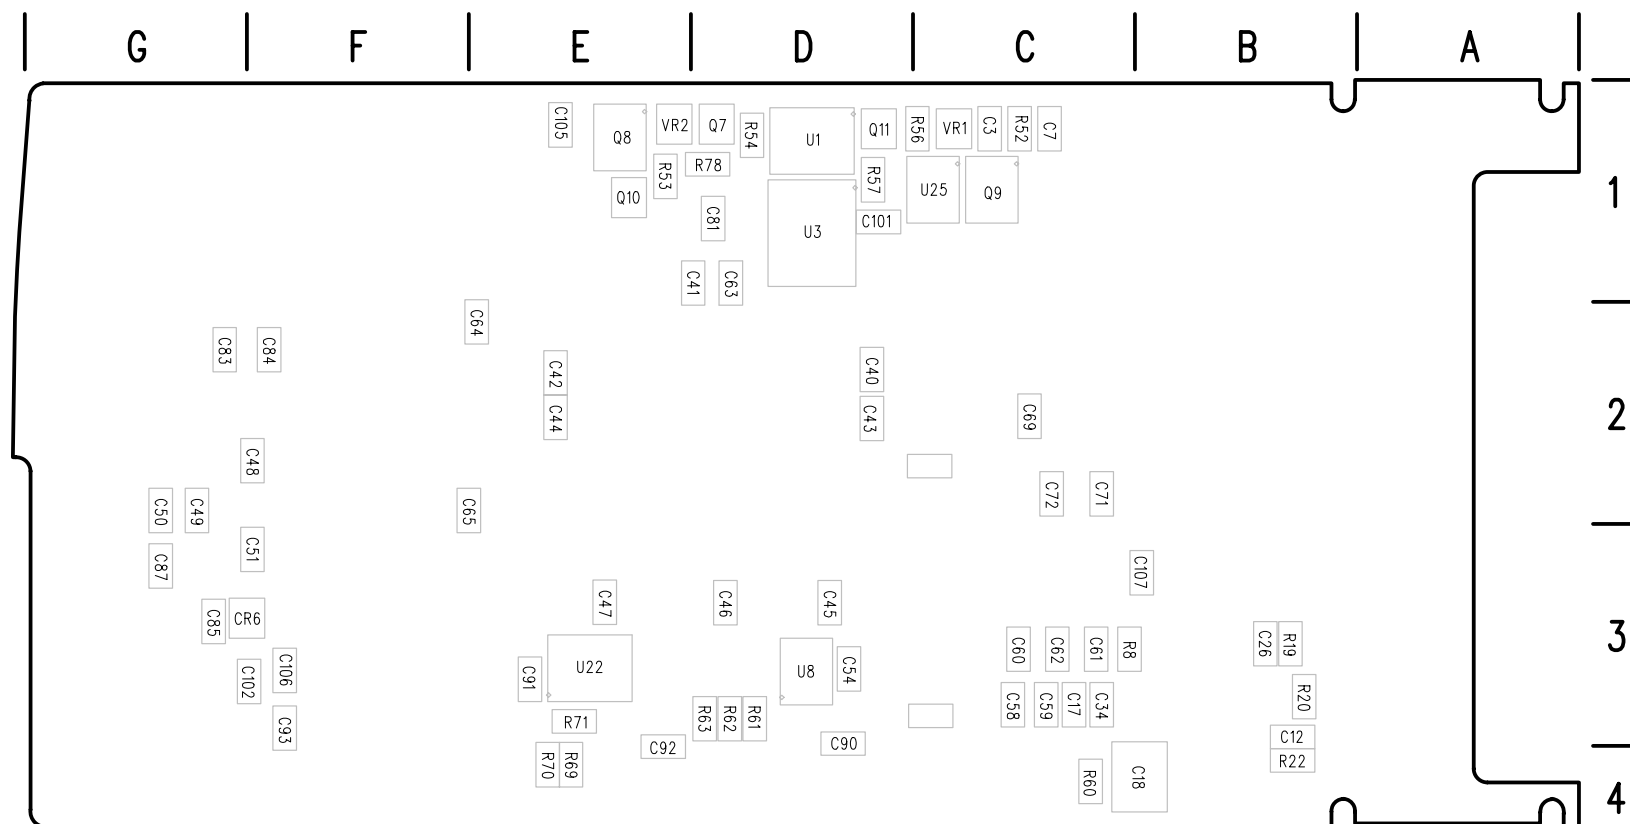 G F E D C B A
C105 Q8 VR2 Q7 R54 U1 Q11 R56 VR1 C3 R52 C7
R53 R78 R57 U25 Q9 1
Q10 C81 U3 C101
C41 C63
C64
C83 C84 C42 C40
C44 C43 C69 2
C48
C50 C49 C65 C72 C71
C51
C87 C107
C47 C46 C45
C85 CR6 C60 C62 C61 R8 C26 R19 3
C106 C102 C91 U22 U8 C54
R20
C93 R71 R63 R62 R61 C58 C59 C17 C34
C92 C90 C12
R70 R69 R60 C18 R22
4